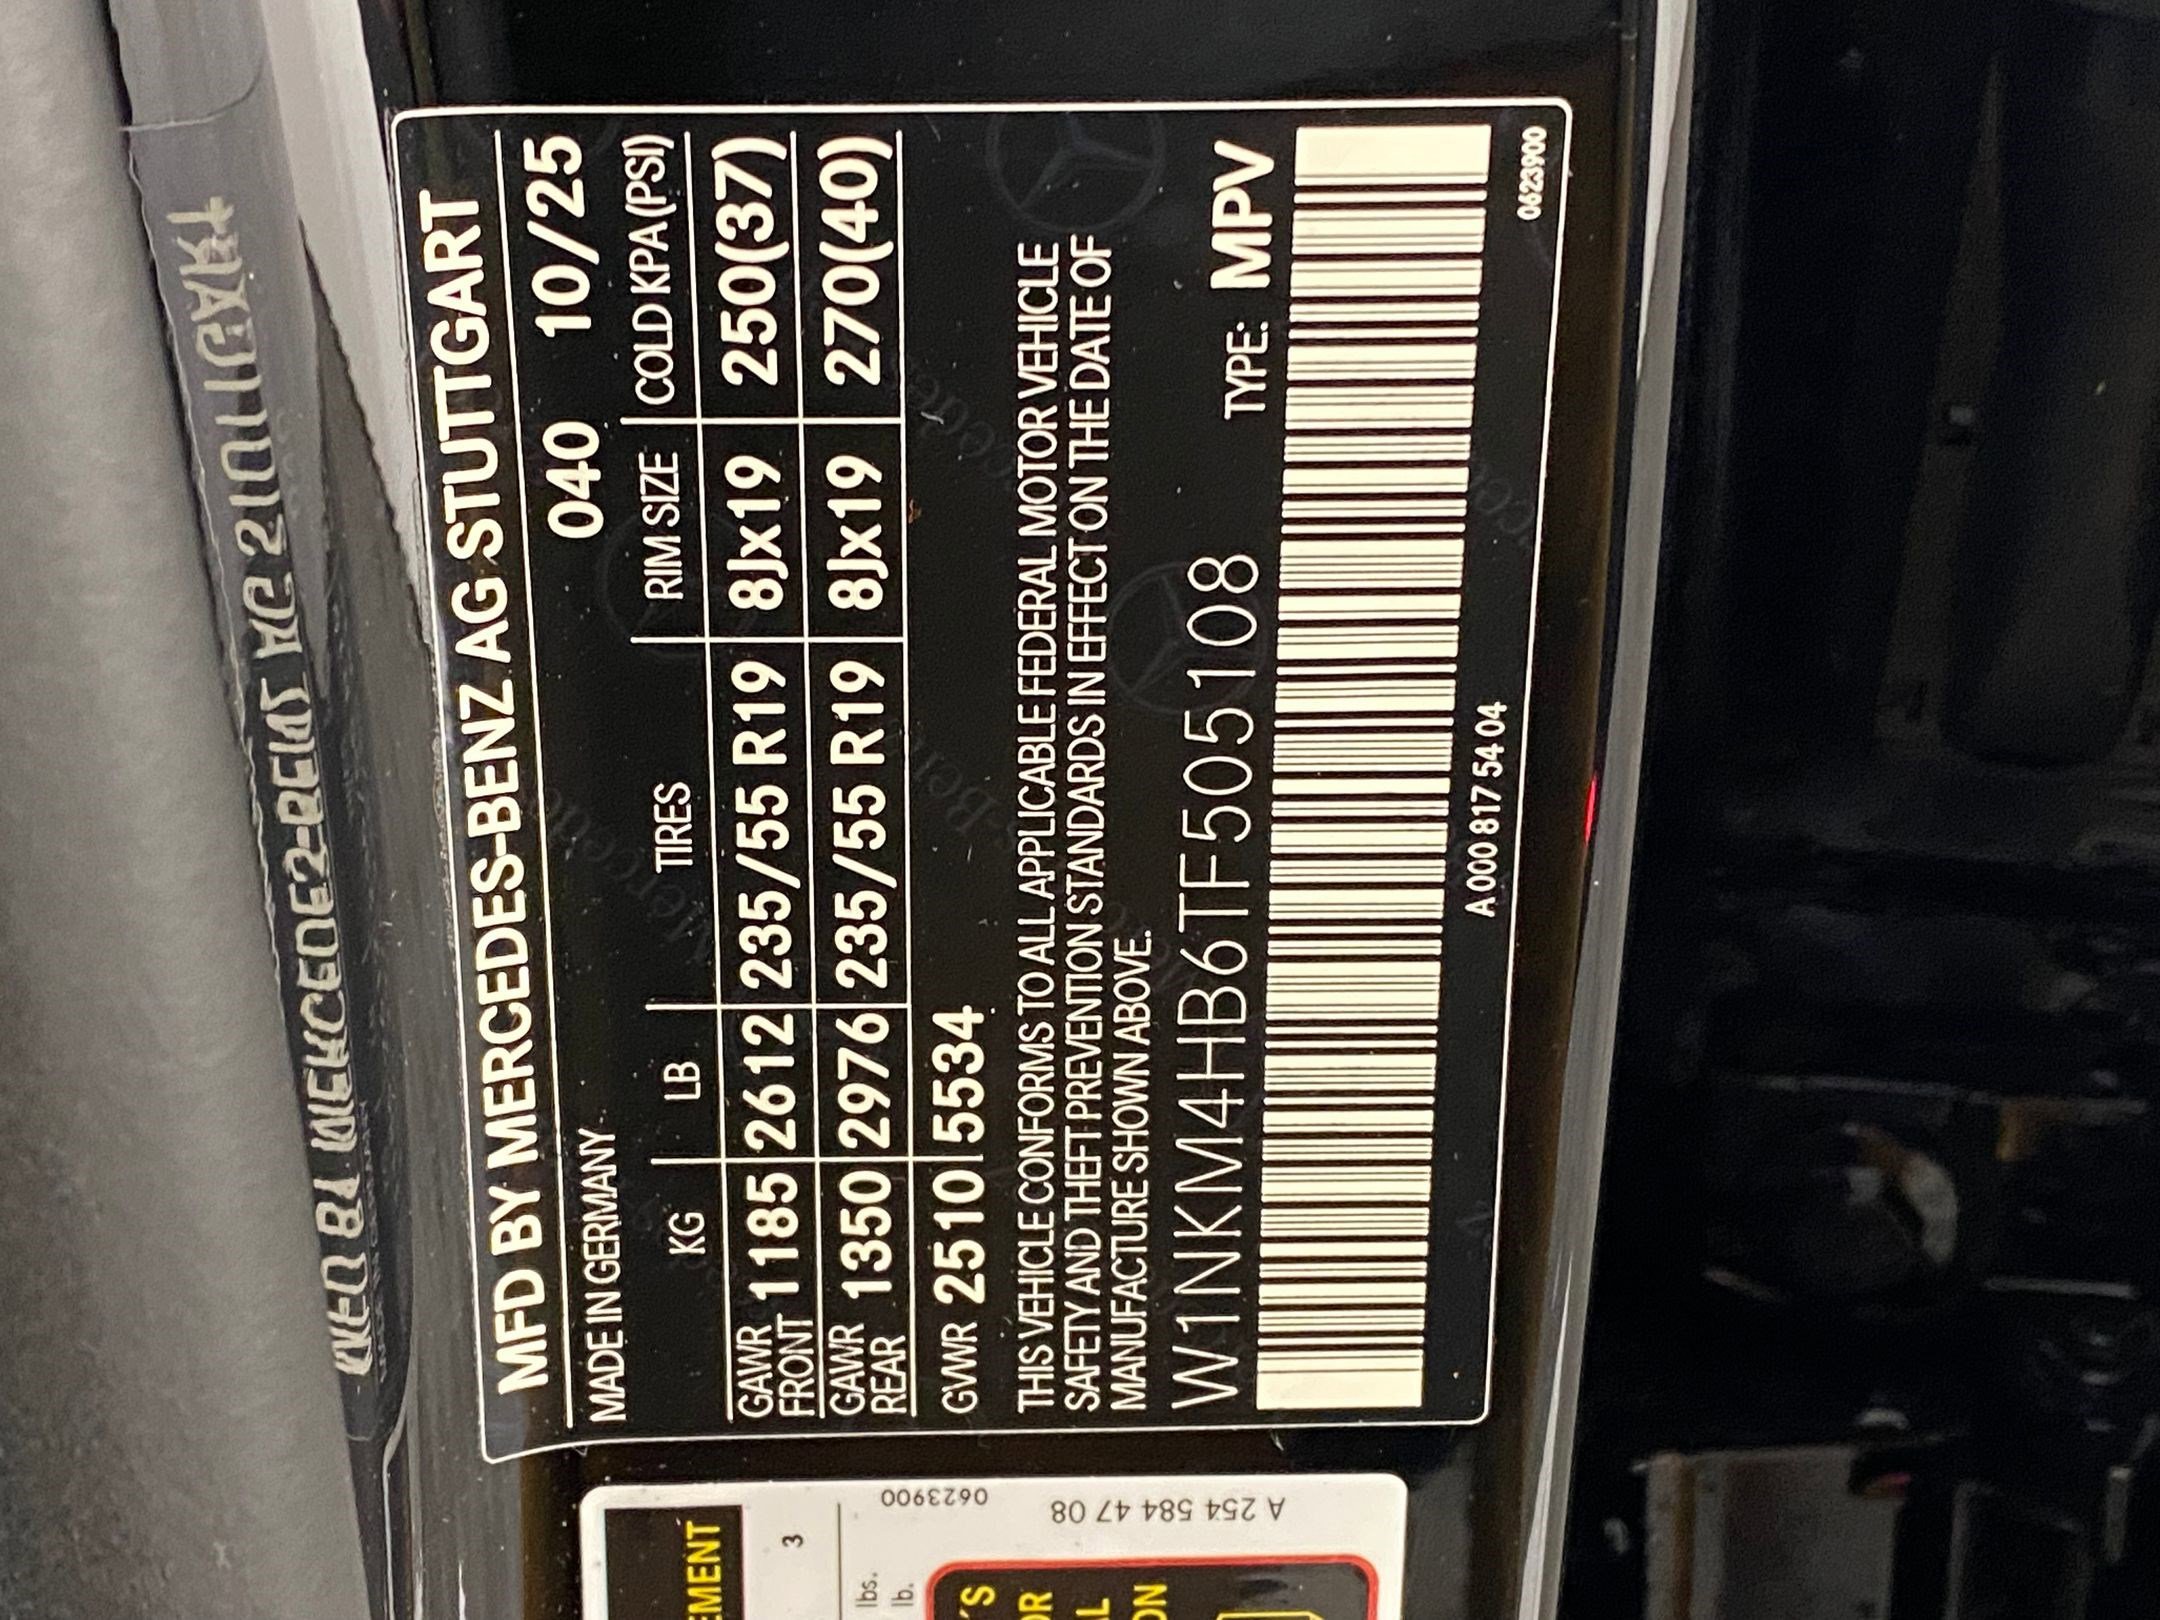 MFD BY MERCEDES-BENZ AG STUTTGART
MADE IN GERMANY 040 10/25
KG LB TIRES RIM SIZE COLD KPA (PSI)
GAWR FRONT 1185 2612 235/55 R19 8Jx19 250(37)
GAWR REAR 1350 2976 235/55 R19 8Jx19 270(40)
GVWR 2510 5534
THIS VEHICLE CONFORMS TO ALL APPLICABLE FEDERAL MOTOR VEHICLE
SAFETY AND THEFT PREVENTION STANDARDS IN EFFECT ON THE DATE OF
MANUFACTURE SHOWN ABOVE.
W1NKM4HB6TF505108 TYPE: MPV
A 000 817 54 04
0623900
EMENT
3
lbs.
lb.
0623900
A 254 584 47 08
'S
OR
AL
ON